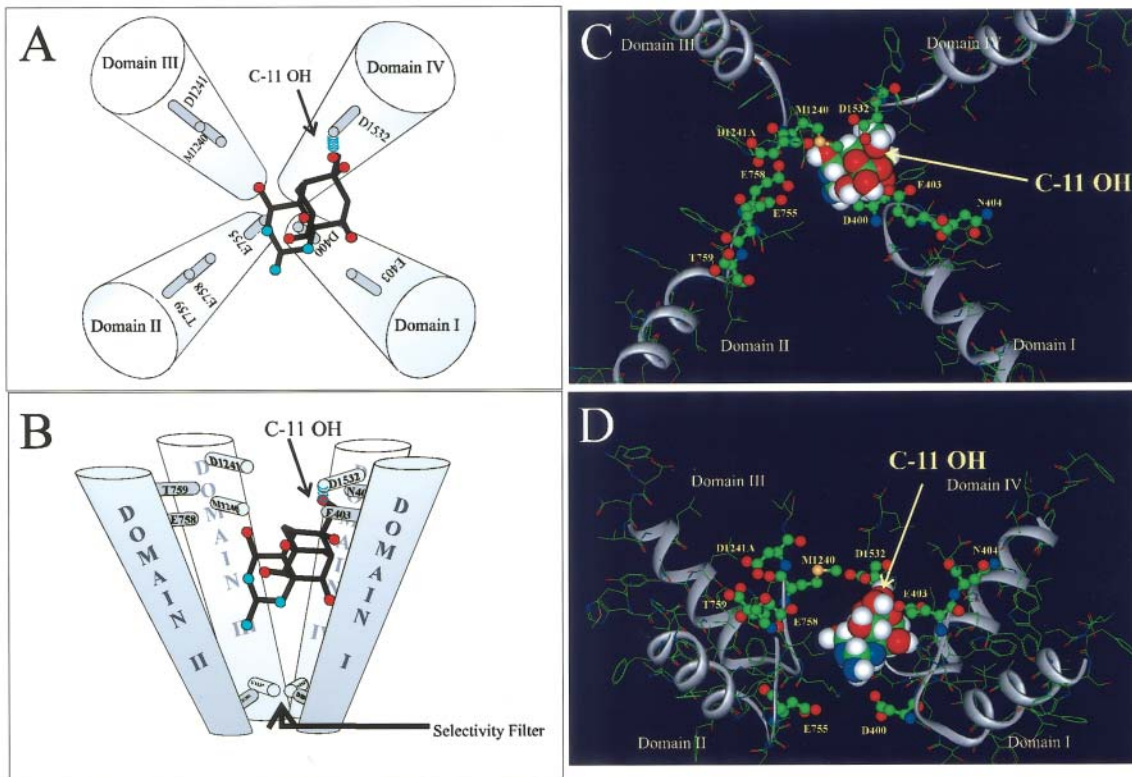 A
Domain III
Domain IV
C-11 OH
D1241
M1240
D1532
E755
D400
E403
E758
T759
Domain II
Domain I
B
C-11 OH
D1241
D1532
T759
M1240
E758
E403
DOMAIN II
DOMAIN III
DOMAIN I
Selectivity Filter
C
Domain III
Domain IV
M1240
D1532
D1241A
E758
C-11 OH
E403
E755
N404
D400
T759
Domain II
Domain I
D
C-11 OH
Domain III
Domain IV
D1241A
M1240
D1532
N404
T759
E403
E758
E755
D400
Domain II
Domain I